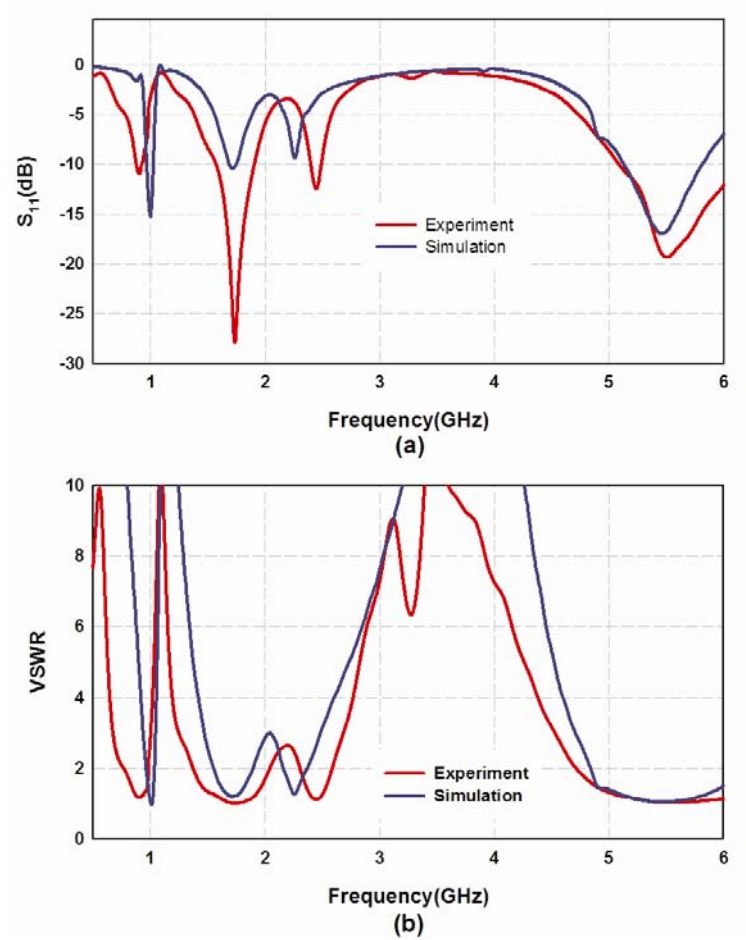 0
-5
-10
-15
-20
-25
-30
S11(dB)
Experiment
Simulation
1 2 3 4 5 6
Frequency(GHz)
(a)
10
8
6
4
2
0
VSWR
Experiment
Simulation
1 2 3 4 5 6
Frequency(GHz)
(b)